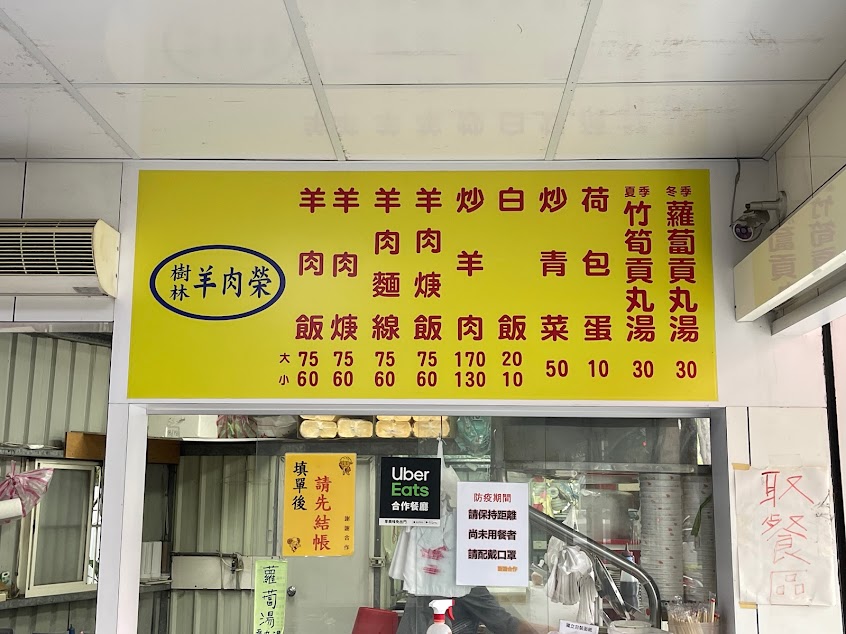 樹林
羊肉榮
羊肉飯
羊肉焿
羊肉麵線
羊肉焿飯
炒羊肉
白飯
炒青菜
荷包蛋
夏季
竹筍貢丸湯
冬季
蘿蔔貢丸湯
大 75 75 75 75 170 20
小 60 60 60 60 130 10
50 10 30 30
填單後
請先結帳
謝謝合作
Uber
Eats
合作餐廳
防疫期間
請保持距離
尚未用餐者
請配戴口罩
謝謝合作
取餐區
蘿蔔湯